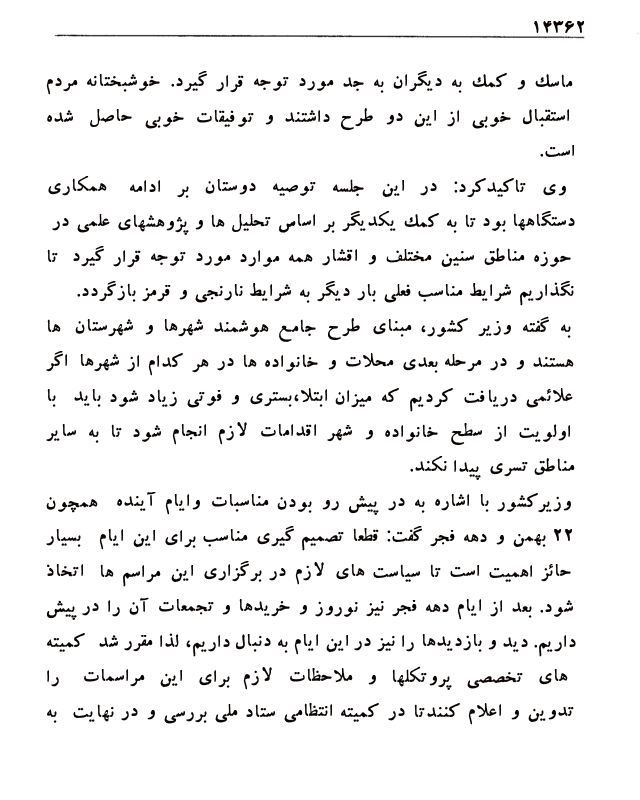 ۱۴۳۶۲
ماسك و كمك به ديگران به جد مورد توجه قرار گيرد. خوشبختانه مردم
استقبال خوبی از اين دو طرح داشتند و توفيقات خوبی حاصل شده
است.
وی تاكيدكرد: در اين جلسه توصيه دوستان بر ادامه همكاری
دستگاهها بود تا به كمك يكديگر بر اساس تحليل ها و پژوهشهای علمی در
حوزه مناطق سنين مختلف و اقشار همه موارد مورد توجه قرار گيرد تا
نگذاريم شرايط مناسب فعلی بار ديگر به شرايط نارنجی و قرمز بازگردد.
به گفته وزير كشور، مبنای طرح جامع هوشمند شهرها و شهرستان ها
هستند و در مرحله بعدی محلات و خانواده ها در هر كدام از شهرها اگر
علائمی دريافت كرديم كه ميزان ابتلا،بستری و فوتی زياد شود بايد با
اولويت از سطح خانواده و شهر اقدامات لازم انجام شود تا به ساير
مناطق تسری پيدا نكند.
وزيركشور با اشاره به در پيش رو بودن مناسبات وايام آينده همچون
۲۲ بهمن و دهه فجر گفت: قطعا تصميم گيری مناسب برای اين ايام بسيار
حائز اهميت است تا سياست های لازم در برگزاری اين مراسم ها اتخاذ
شود. بعد از ايام دهه فجر نيز نوروز و خريدها و تجمعات آن را در پيش
داريم. ديد و بازديدها را نيز در اين ايام به دنبال داريم، لذا مقرر شد كميته
های تخصصی پروتكلها و ملاحظات لازم برای اين مراسمات را
تدوين و اعلام كنندتا در كميته انتظامی ستاد ملی بررسی و در نهايت به